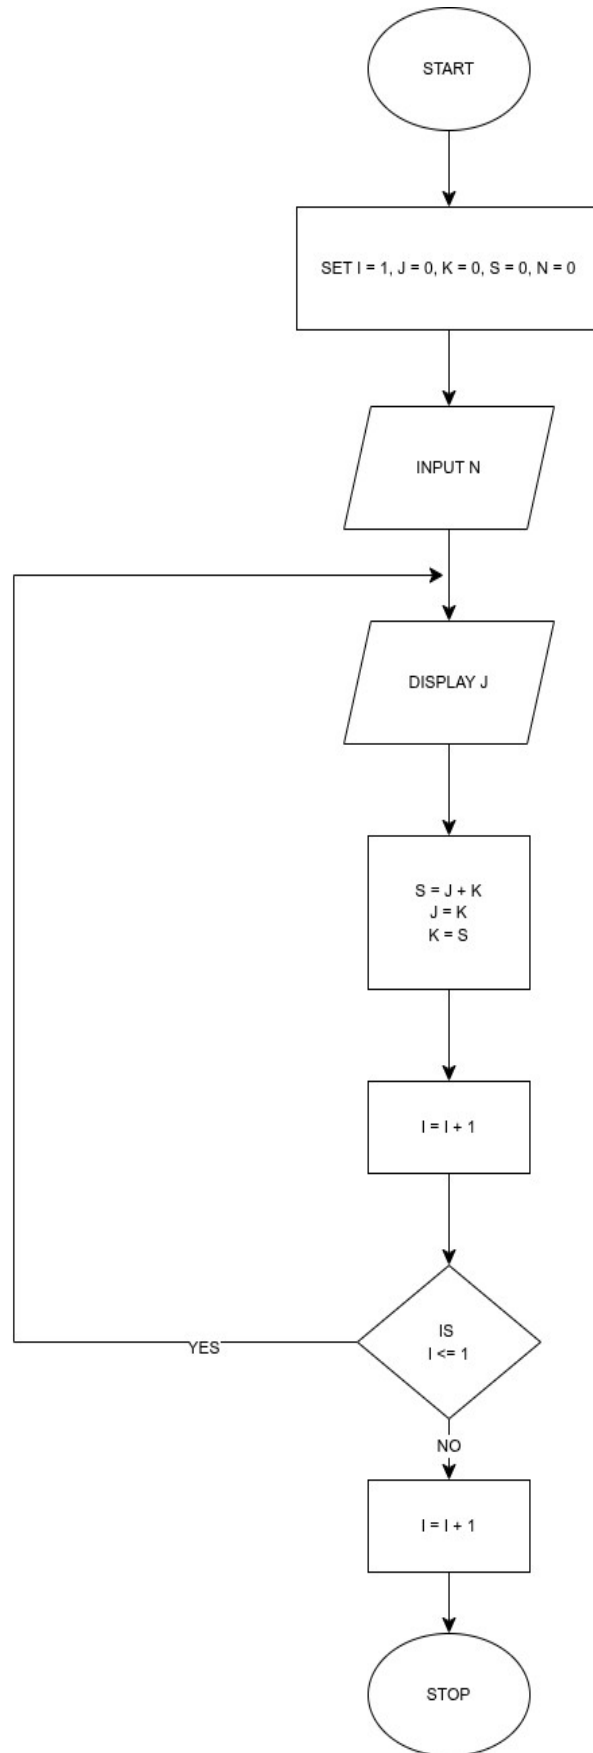 START
SET I = 1, J = 0, K = 0, S = 0, N = 0
INPUT N
DISPLAY J
S = J + K
J = K
K = S
I = I + 1
IS
I <= 1
YES
NO
I = I + 1
STOP